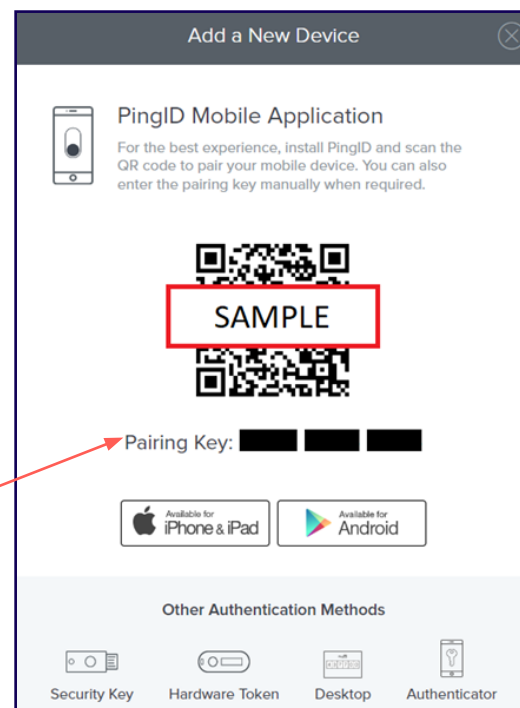 Add a New Device
PingID Mobile Application
For the best experience, install PingID and scan the
QR code to pair your mobile device. You can also
enter the pairing key manually when required.
SAMPLE
Pairing Key:
Available for
iPhone & iPad
Available for
Android
Other Authentication Methods
Security Key
Hardware Token
Desktop
Authenticator